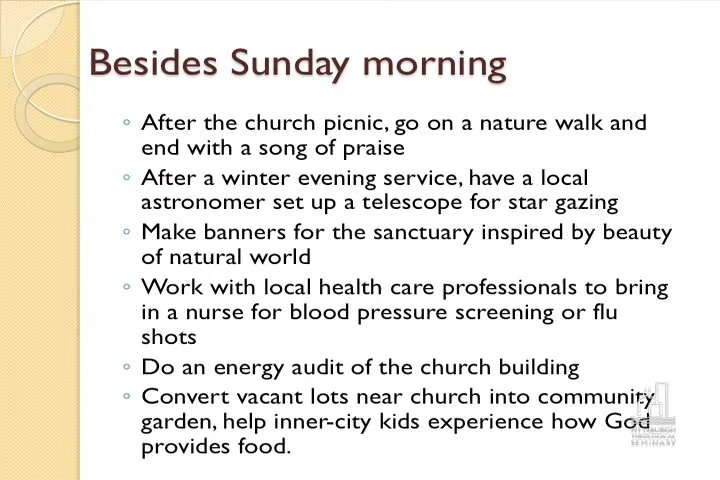 Besides Sunday morning
◦ After the church picnic, go on a nature walk and
end with a song of praise
◦ After a winter evening service, have a local
astronomer set up a telescope for star gazing
◦ Make banners for the sanctuary inspired by beauty
of natural world
◦ Work with local health care professionals to bring
in a nurse for blood pressure screening or flu
shots
◦ Do an energy audit of the church building
◦ Convert vacant lots near church into community
garden, help inner-city kids experience how God
provides food.
PITTSBURGH
THEOLOGICAL
SEMINARY